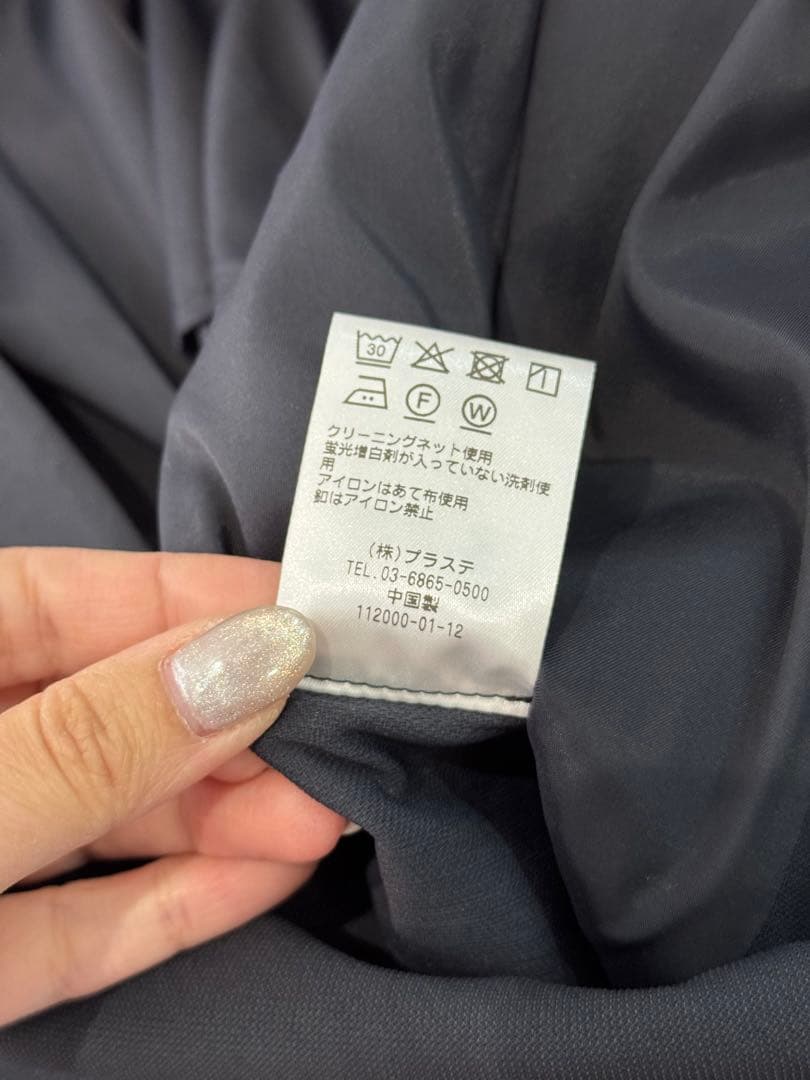 30
F W
クリーニングネット使用
蛍光増白剤が入っていない洗剤使
用
アイロンはあて布使用
釦はアイロン禁止
(株)プラステ
TEL.03-6865-0500
中国製
112000-01-12